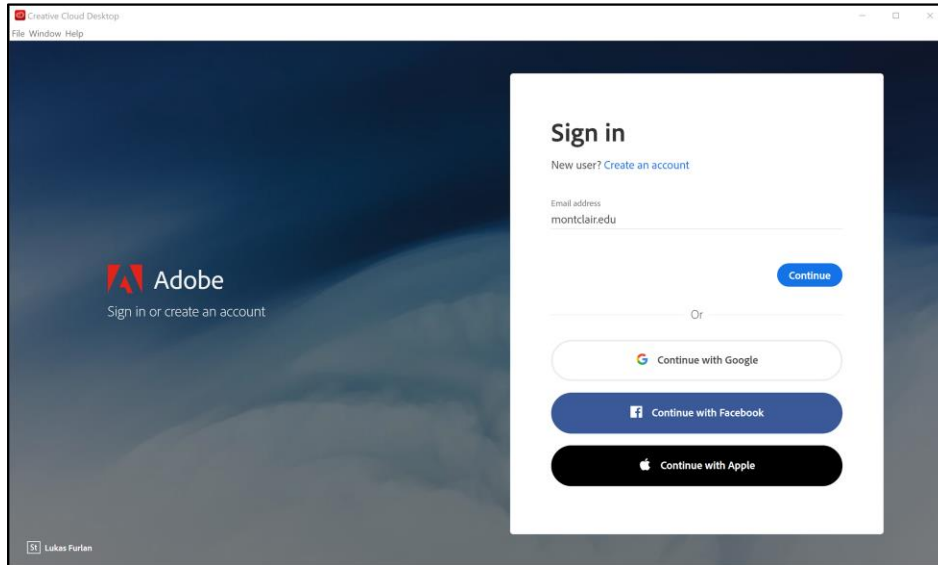 Creative Cloud Desktop
File Window Help
Sign in
New user? Create an account
Email address
montclair.edu
Continue
Adobe
Sign in or create an account
Or
Continue with Google
Continue with Facebook
Continue with Apple
St Lukas Furlan